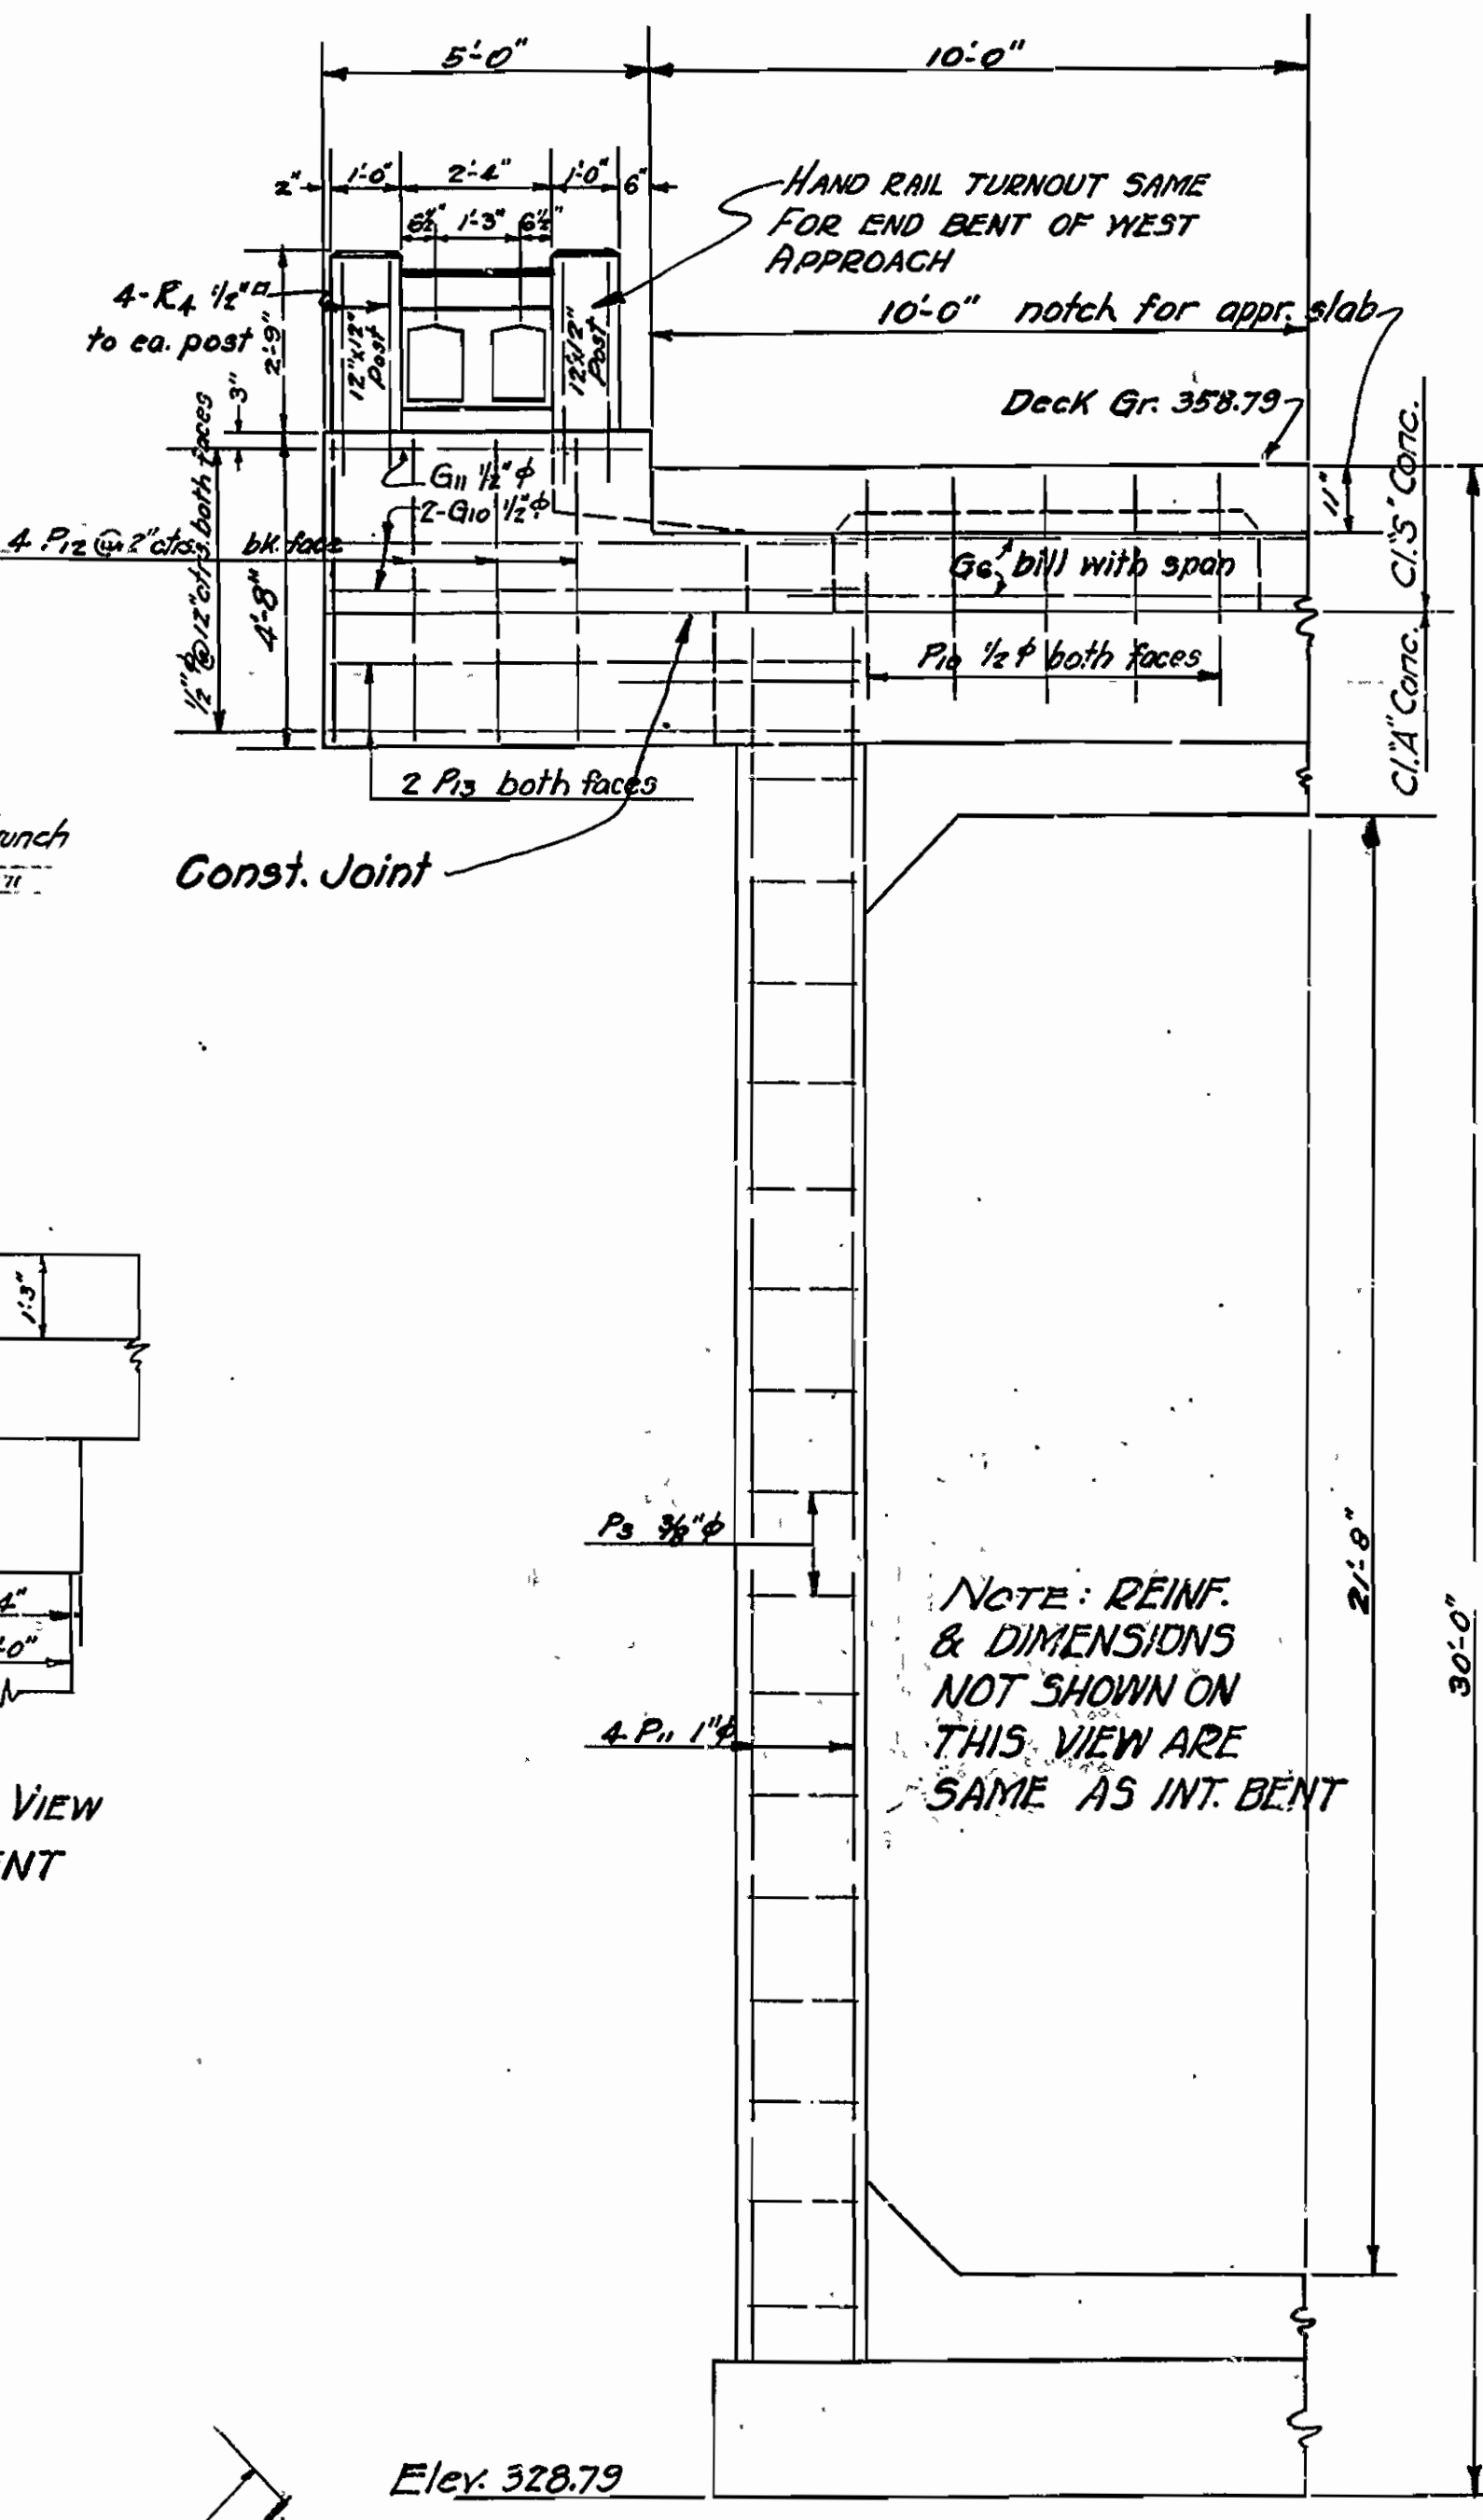 5'-0"
10'-0"
2"
1'-0"
2'-4"
1'-0"
6"
6½"
1'-3"
6½"
HAND RAIL TURNOUT SAME
FOR END BENT OF WEST
APPROACH
4-R4 ½"
to ea. post
2'-9"
3"
12"x12"
post
12"x12"
post
10'-0" notch for appr. slab
Deck Gr. 358.79
11"
Cl."S" Conc.
Cl."A" Conc.
G11 ½"ϕ
2-G10 ½"ϕ
4 P12 @ 2"ctrs. bk. face
½"ϕ @ 12"ctrs. both faces
4'-8"
G6 bill with span
P10 ½ϕ both faces
2 P13 both faces
Const. Joint
1'-3"
4"
VIEW
P3 ⅜"ϕ
4 P11 1"ϕ
NOTE: REINF.
& DIMENSIONS
NOT SHOWN ON
THIS VIEW ARE
SAME AS INT. BENT
21'-8"
30'-0"
Elev. 328.79